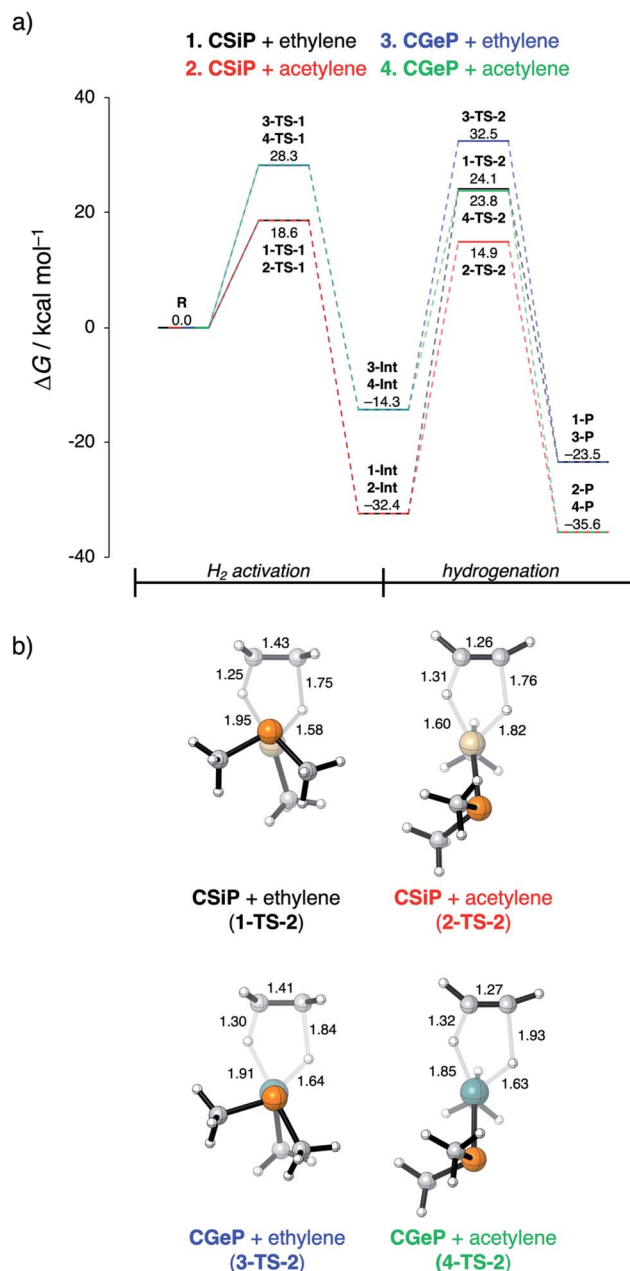 a)
1. CSiP + ethylene 3. CGeP + ethylene
2. CSiP + acetylene 4. CGeP + acetylene
ΔG / kcal mol⁻¹
40
20
0
-20
-40
R
0.0
3-TS-1
4-TS-1
28.3
18.6
1-TS-1
2-TS-1
3-Int
4-Int
−14.3
1-Int
2-Int
−32.4
3-TS-2
32.5
1-TS-2
24.1
23.8
4-TS-2
14.9
2-TS-2
1-P
3-P
−23.5
2-P
4-P
−35.6
H₂ activation hydrogenation
b)
1.43
1.25
1.75
1.95
1.58
CSiP + ethylene
(1-TS-2)
1.26
1.31
1.76
1.60
1.82
CSiP + acetylene
(2-TS-2)
1.41
1.30
1.84
1.91
1.64
CGeP + ethylene
(3-TS-2)
1.27
1.32
1.93
1.85
1.63
CGeP + acetylene
(4-TS-2)